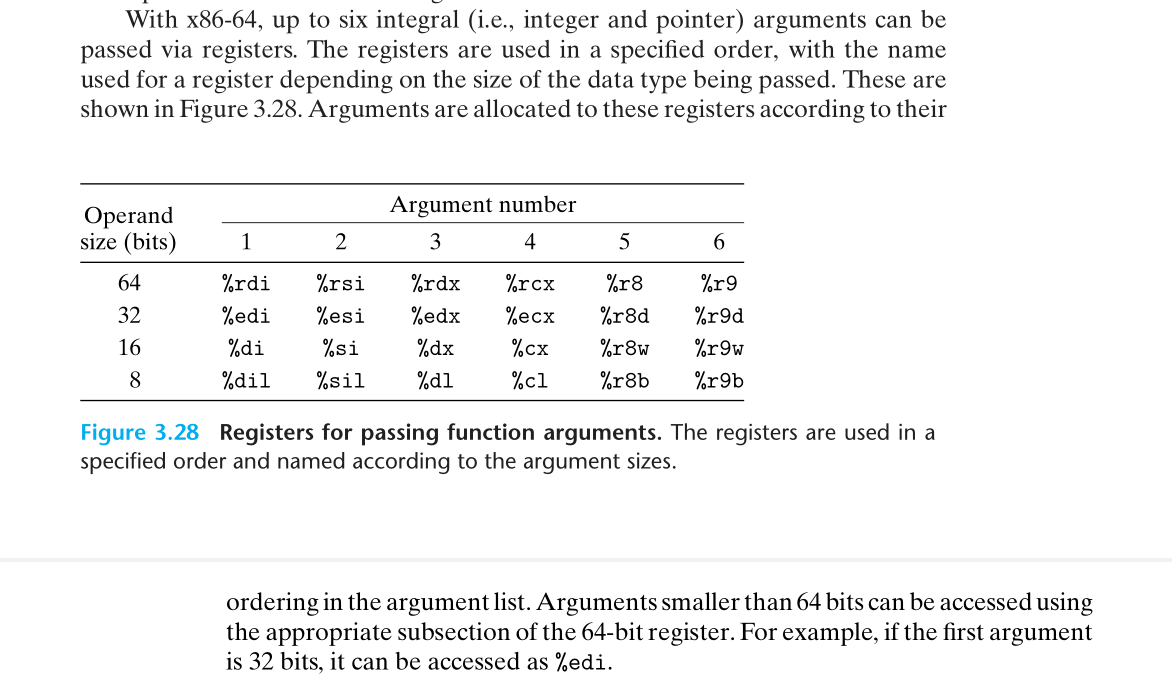 With x86-64, up to six integral (i.e., integer and pointer) arguments can be
passed via registers. The registers are used in a specified order, with the name
used for a register depending on the size of the data type being passed. These are
shown in Figure 3.28. Arguments are allocated to these registers according to their
Argument number
Operand
size (bits) 1 2 3 4 5 6
64 %rdi %rsi %rdx %rcx %r8 %r9
32 %edi %esi %edx %ecx %r8d %r9d
16 %di %si %dx %cx %r8w %r9w
8 %dil %sil %dl %cl %r8b %r9b
Figure 3.28 Registers for passing function arguments. The registers are used in a
specified order and named according to the argument sizes.
ordering in the argument list. Arguments smaller than 64 bits can be accessed using
the appropriate subsection of the 64-bit register. For example, if the first argument
is 32 bits, it can be accessed as %edi.